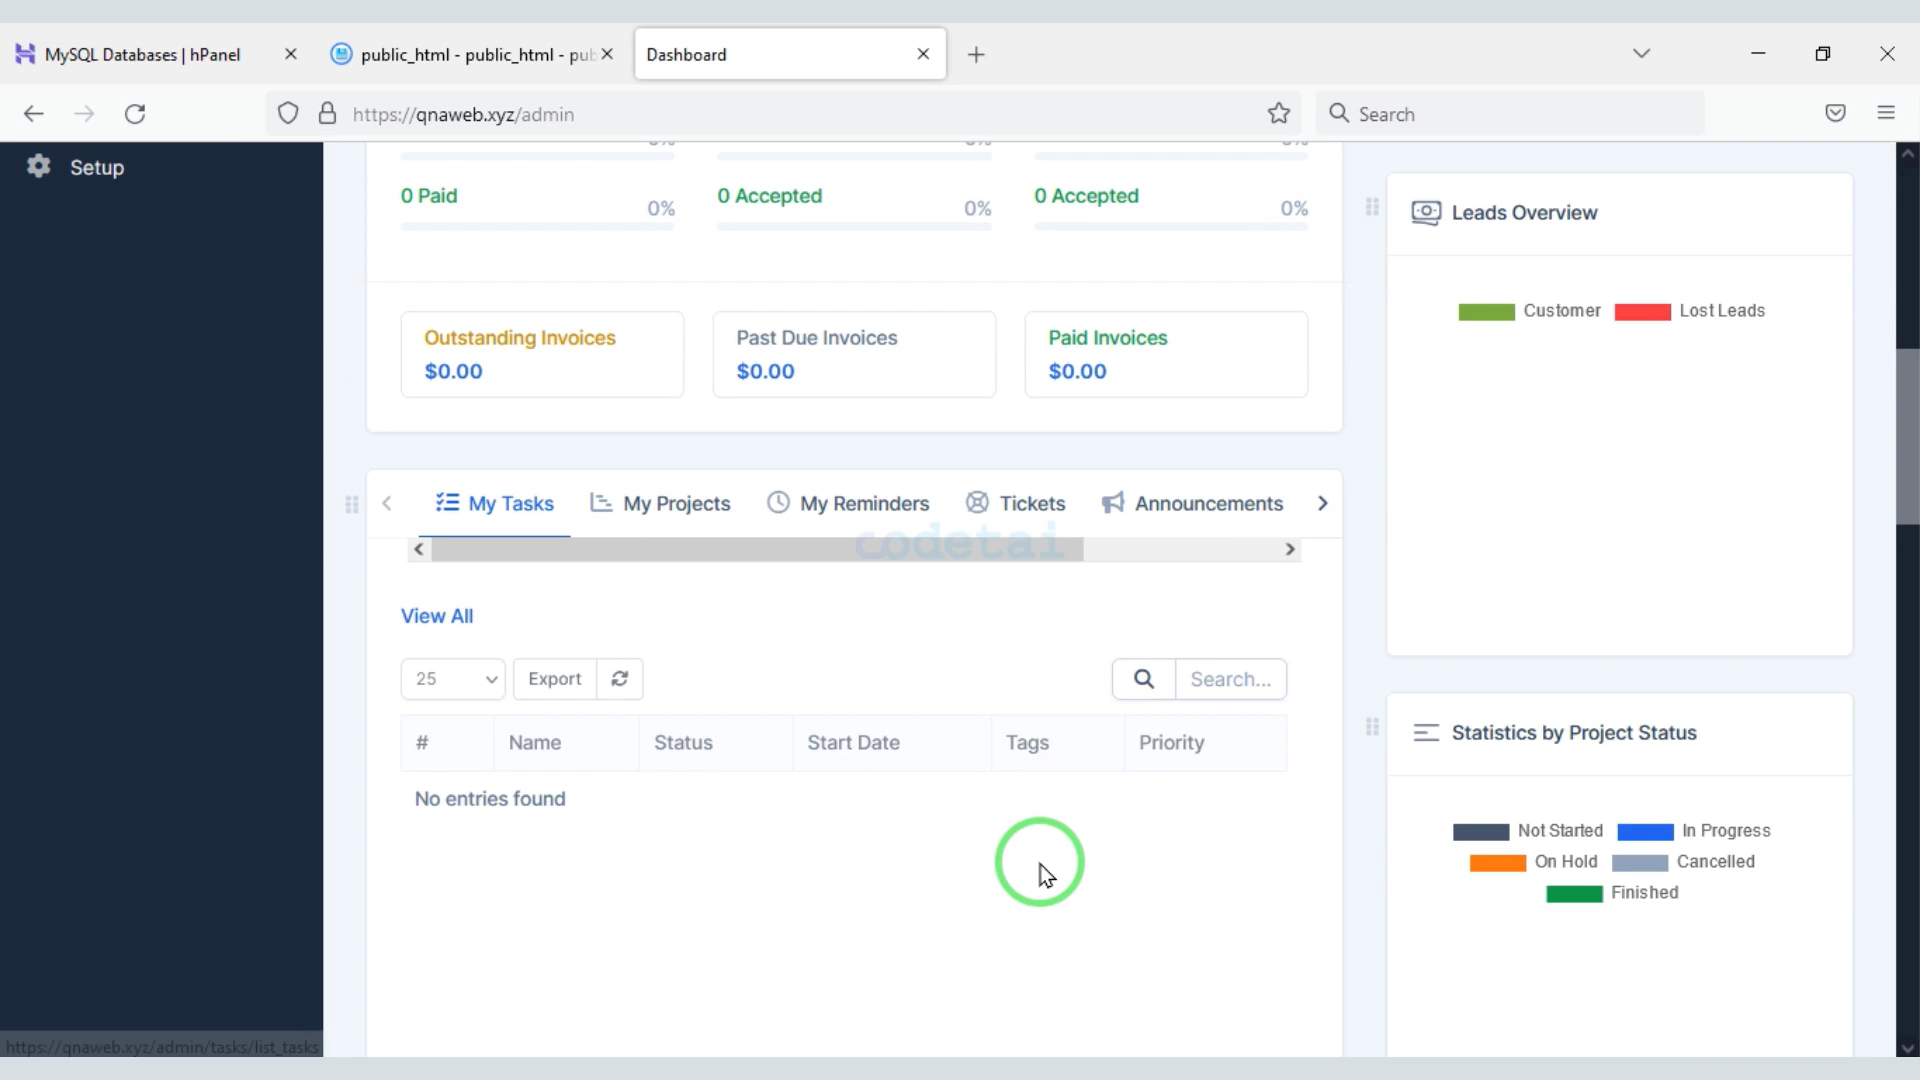 MySQL Databases | hPanel
public_html - public_html - pub
Dashboard
https://qnaweb.xyz/admin
Search
Setup
0 Paid
0%
0 Accepted
0%
0 Accepted
0%
Leads Overview
Customer
Lost Leads
Outstanding Invoices
$0.00
Past Due Invoices
$0.00
Paid Invoices
$0.00
My Tasks
My Projects
My Reminders
Tickets
Announcements
codetai
View All
25
Export
Search...
#
Name
Status
Start Date
Tags
Priority
No entries found
Statistics by Project Status
Not Started
In Progress
On Hold
Cancelled
Finished
https://qnaweb.xyz/admin/tasks/list_tasks